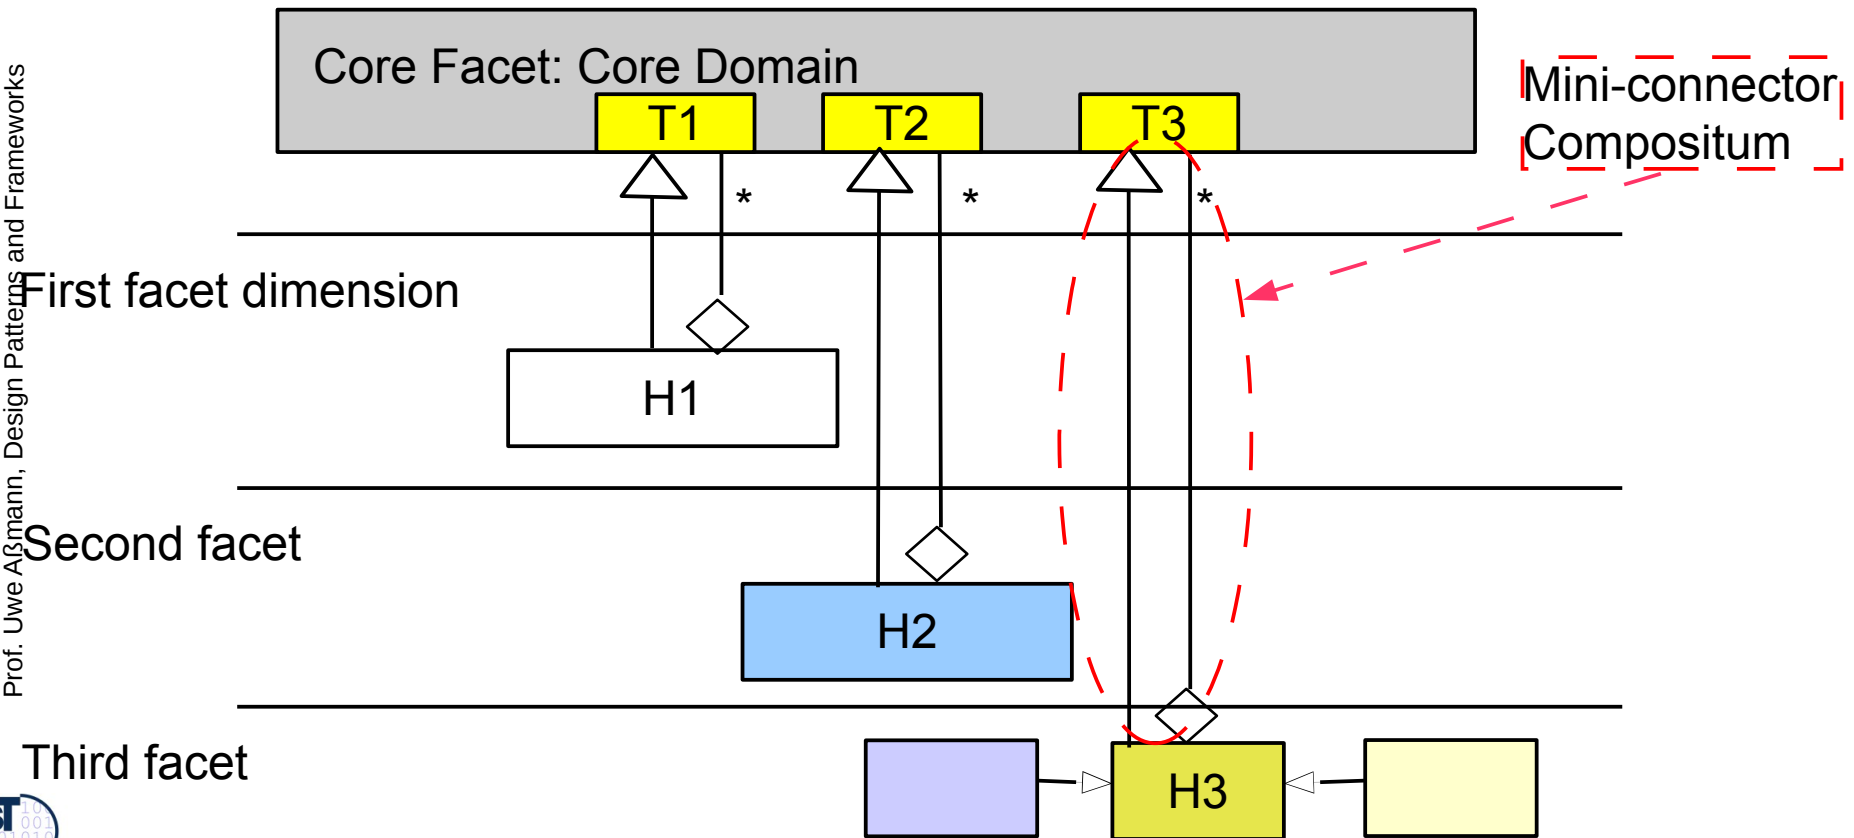 Core Facet: Core Domain
Mini-connector
Compositum
T1
T2
T3
*
*
*
First facet dimension
H1
Second facet
H2
Third facet
H3
Prof. Uwe Aßmann, Design Patterns and Frameworks